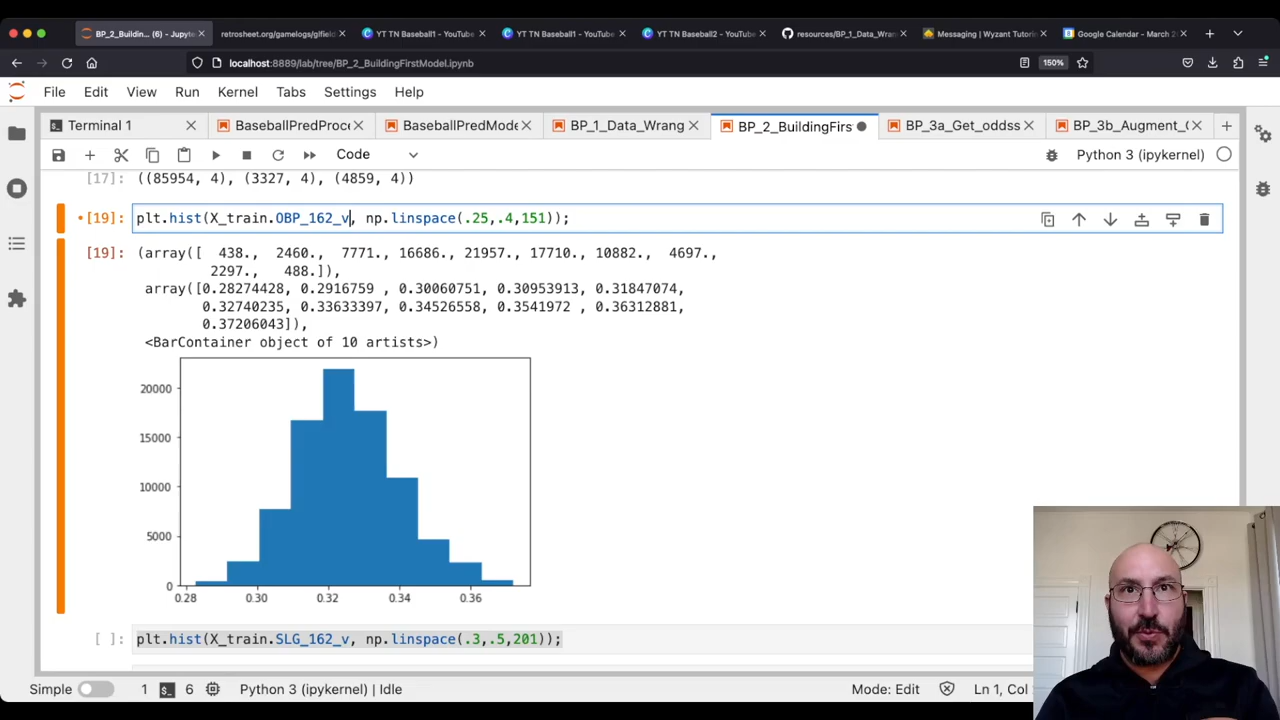 BP_2_Buildin... (6) - Jupyte
retrosheet.org/gamelogs/glfield
YT TN Baseball1 - YouTube
YT TN Baseball1 - YouTube
YT TN Baseball2 - YouTube
resources/BP_1_Data_Wran
Messaging | Wyzant Tutorin
Google Calendar - March 20
localhost:8889/lab/tree/BP_2_BuildingFirstModel.ipynb
150%
File Edit View Run Kernel Tabs Settings Help
Terminal 1
BaseballPredProce
BaseballPredMode
BP_1_Data_Wrang
BP_2_BuildingFirs
BP_3a_Get_oddss
BP_3b_Augment_(
Code
Python 3 (ipykernel)
[17]: ((85954, 4), (3327, 4), (4859, 4))
[19]: plt.hist(X_train.OBP_162_v, np.linspace(.25,.4,151));
[19]: (array([ 438., 2460., 7771., 16686., 21957., 17710., 10882., 4697.,
2297., 488.]),
array([0.28274428, 0.2916759 , 0.30060751, 0.30953913, 0.31847074,
0.32740235, 0.33633397, 0.34526558, 0.3541972 , 0.36312881,
0.37206043]),
<BarContainer object of 10 artists>)
20000
15000
10000
5000
0
0.28 0.30 0.32 0.34 0.36
[ ]: plt.hist(X_train.SLG_162_v, np.linspace(.3,.5,201));
Simple 1 6 Python 3 (ipykernel) | Idle Mode: Edit Ln 1, Col